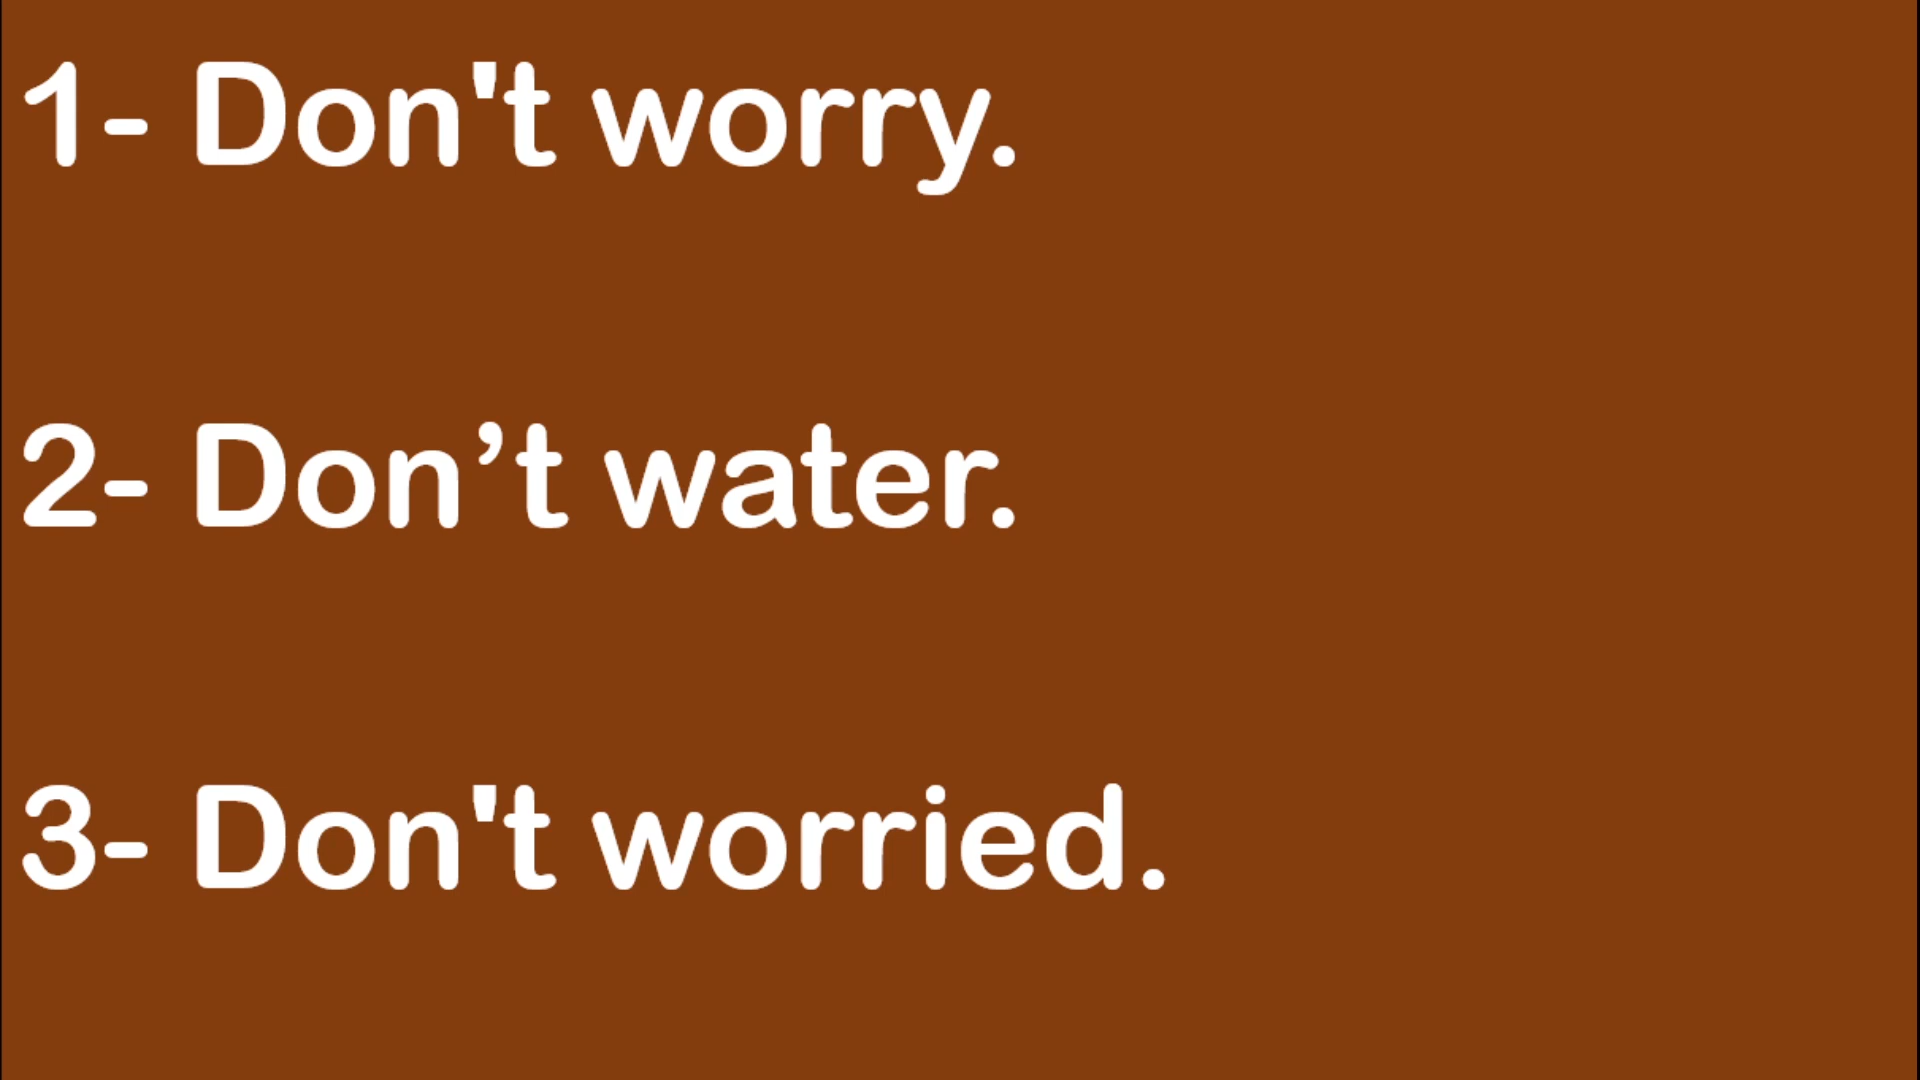 1- Don't worry.
2- Don’t water.
3- Don't worried.